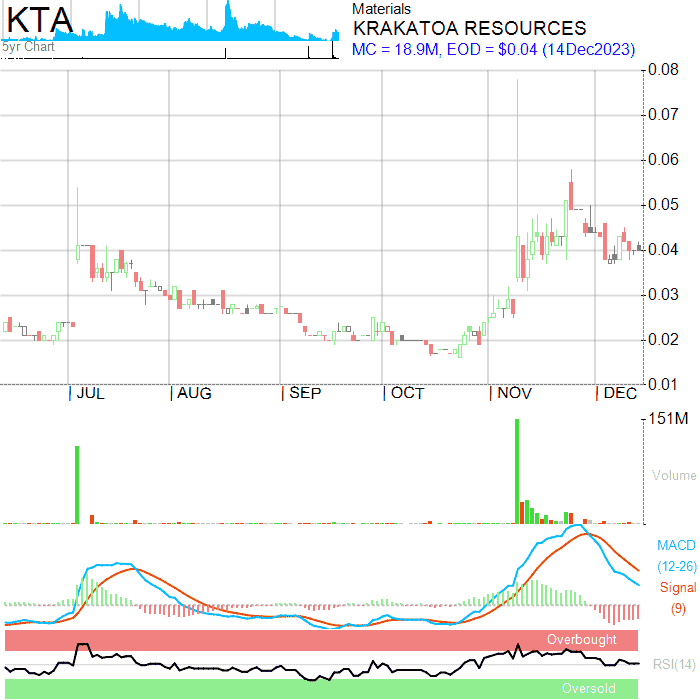 KTA
5yr Chart
Materials
KRAKATOA RESOURCES
MC = 18.9M, EOD = $0.04 (14Dec2023)
0.08
0.07
0.06
0.05
0.04
0.03
0.02
0.01
JUL AUG SEP OCT NOV DEC
151M
Volume
MACD
(12-26)
Signal
(9)
Overbought
RSI(14)
Oversold